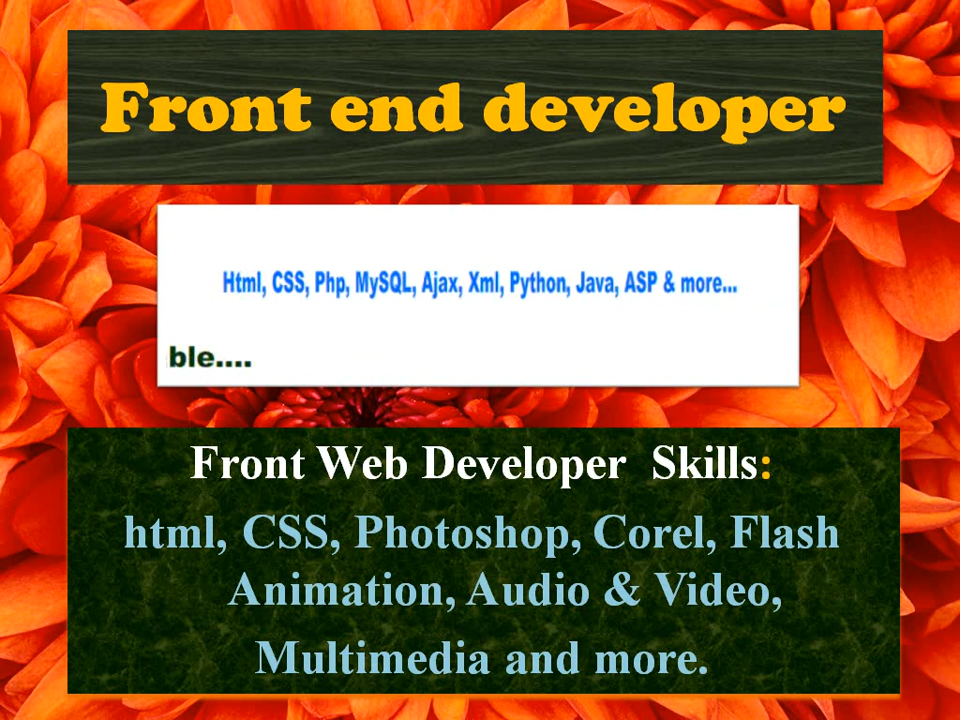 Front end developer
Html, CSS, Php, MySQL, Ajax, Xml, Python, Java, ASP & more...
ble....
Front Web Developer Skills:
html, CSS, Photoshop, Corel, Flash
Animation, Audio & Video,
Multimedia and more.